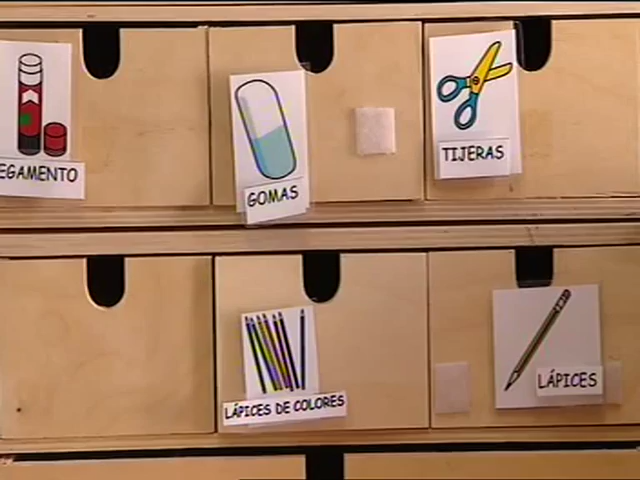 EGAMENTO
GOMAS
TIJERAS
LÁPICES DE COLORES
LÁPICES